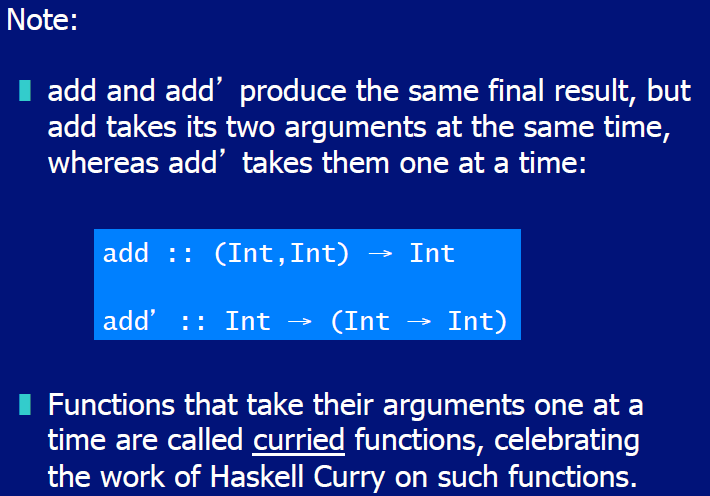 Note:
add and add’ produce the same final result, but
add takes its two arguments at the same time,
whereas add’ takes them one at a time:
add :: (Int,Int) → Int
add’ :: Int → (Int → Int)
Functions that take their arguments one at a
time are called curried functions, celebrating
the work of Haskell Curry on such functions.